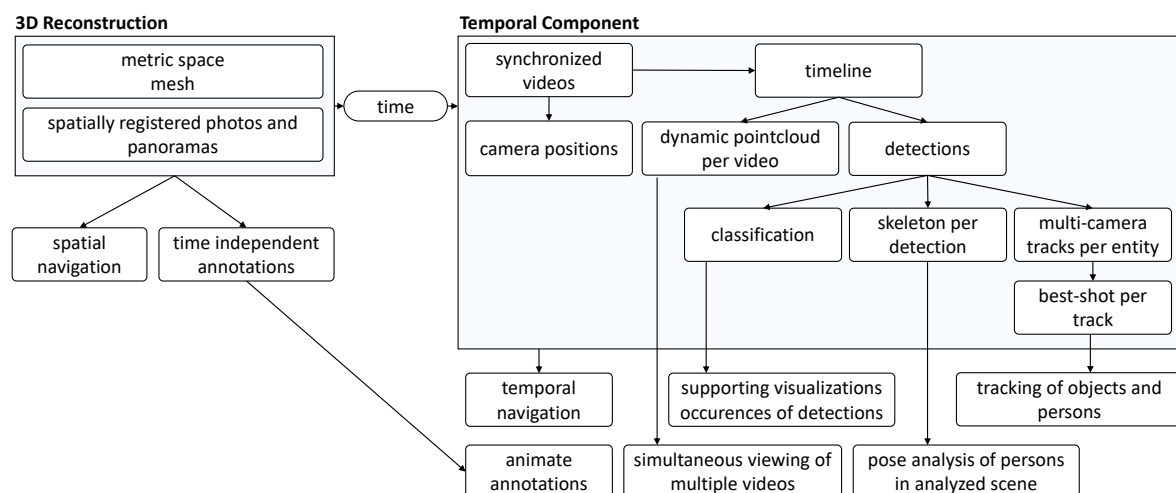 3D Reconstruction
metric space
mesh
spatially registered photos and
panoramas
time
spatial
navigation
time independent
annotations
Temporal Component
synchronized
videos
timeline
camera positions
dynamic pointcloud
per video
detections
classification
skeleton per
detection
multi-camera
tracks per entity
best-shot per
track
temporal
navigation
supporting visualizations
occurences of detections
tracking of objects and
persons
animate
annotations
simultaneous viewing of
multiple videos
pose analysis of persons
in analyzed scene